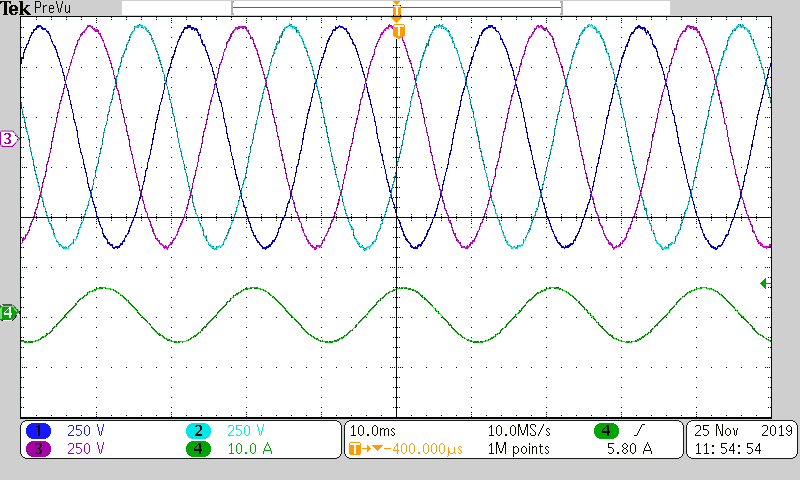 Tek PreVu
T
T
3
4
1 250 V 2 250 V
3 250 V 4 10.0 A
10.0ms 10.0MS/s 4 5.80 A
T→▼−400.000µs 1M points
25 Nov 2019
11:54:54